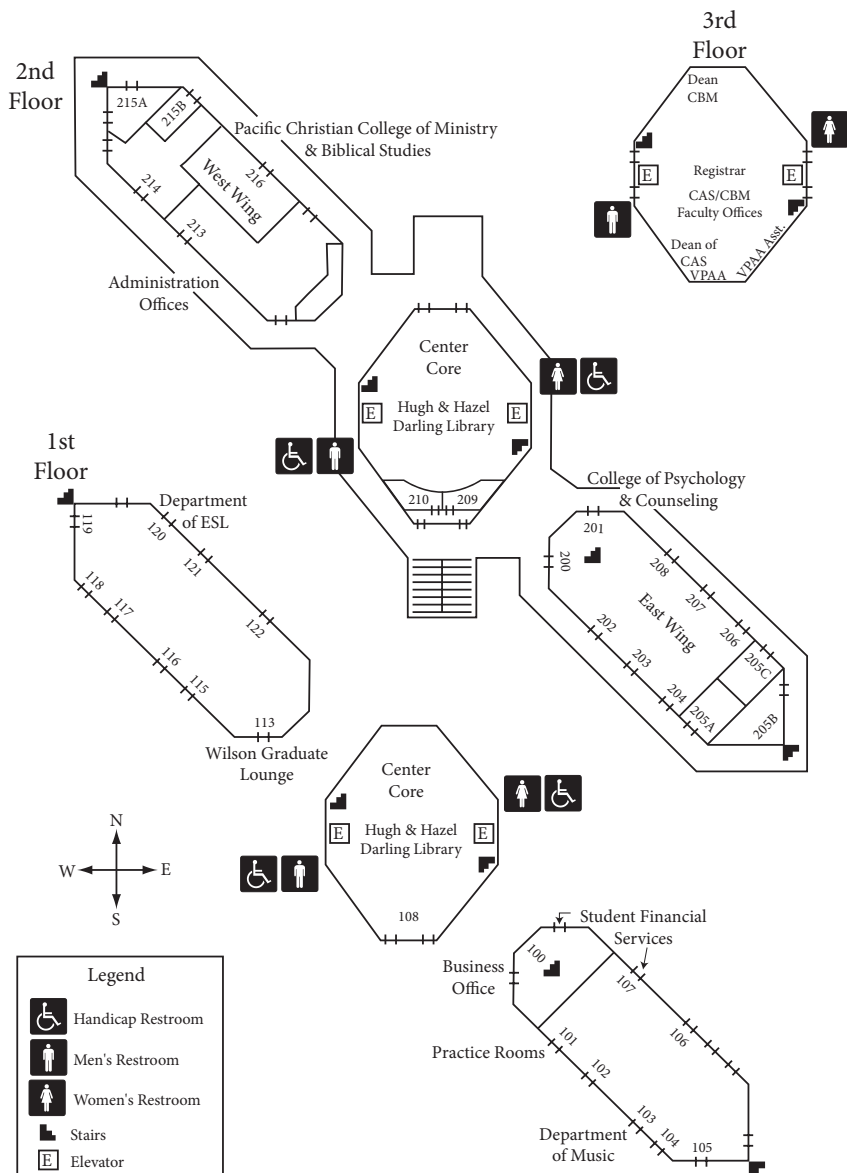 3rd
Floor
Dean
CBM
E
Registrar
E
CAS/CBM
Faculty Offices
Dean of
CAS
VPAA
VPAA Asst.
2nd
Floor
215A
215B
Pacific Christian College of Ministry
& Biblical Studies
West Wing
216
214
213
Administration
Offices
Center
Core
E
Hugh & Hazel
Darling Library
E
210
209
College of Psychology
& Counseling
201
200
208
207
206
East Wing
202
203
204
205A
205C
205B
1st
Floor
Department
of ESL
119
120
121
122
118
117
116
115
113
Wilson Graduate
Lounge
Center
Core
E
Hugh & Hazel
Darling Library
E
108
N
W
E
S
Student Financial
Services
100
Business
Office
107
101
Practice Rooms
106
102
103
104
Department
of Music
105
Legend
Handicap Restroom
Men's Restroom
Women's Restroom
Stairs
E
Elevator